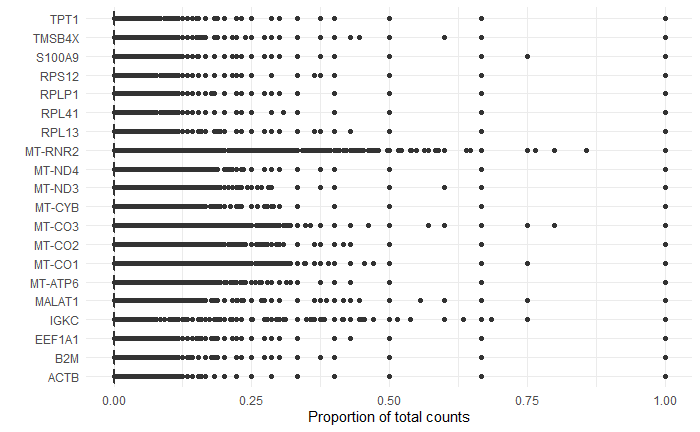 TPT1
TMSB4X
S100A9
RPS12
RPLP1
RPL41
RPL13
MT-RNR2
MT-ND4
MT-ND3
MT-CYB
MT-CO3
MT-CO2
MT-CO1
MT-ATP6
MALAT1
IGKC
EEF1A1
B2M
ACTB
0.00 0.25 0.50 0.75 1.00
Proportion of total counts